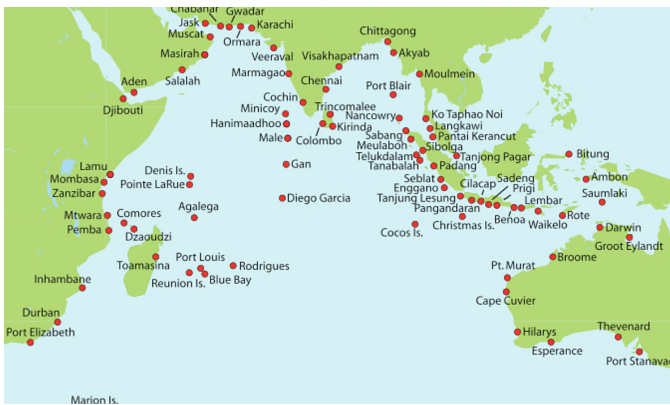 Chabahar
Gwadar
Jask
Karachi
Muscat
Ormara
Chittagong
Masirah
Veeraval
Visakhapatnam
Akyab
Salalah
Marmagao
Moulmein
Aden
Chennai
Port Blair
Djibouti
Cochin
Minicoy
Trincomalee
Nancowry
Ko Taphao Noi
Hanimaadhoo
Kirinda
Langkawi
Sabang
Pantai Kerancut
Male
Colombo
Meulaboh
Sibolga
Telukdalam
Tanjong Pagar
Bitung
Lamu
Denis Is.
Gan
Tanabalah
Padang
Mombasa
Pointe LaRue
Seblat
Cilacap
Sadeng
Ambon
Zanzibar
Enggano
Prigi
Diego Garcia
Tanjung Lesung
Lembar
Saumlaki
Agalega
Pangandaran
Mtwara
Comores
Benoa
Rote
Pemba
Christmas Is.
Waikelo
Darwin
Dzaoudzi
Cocos Is.
Groot Eylandt
Toamasina
Port Louis
Rodrigues
Broome
Inhambane
Reunion Is.
Blue Bay
Pt. Murat
Cape Cuvier
Durban
Port Elizabeth
Hilarys
Thevenard
Esperance
Port Stanavac
Marion Is.